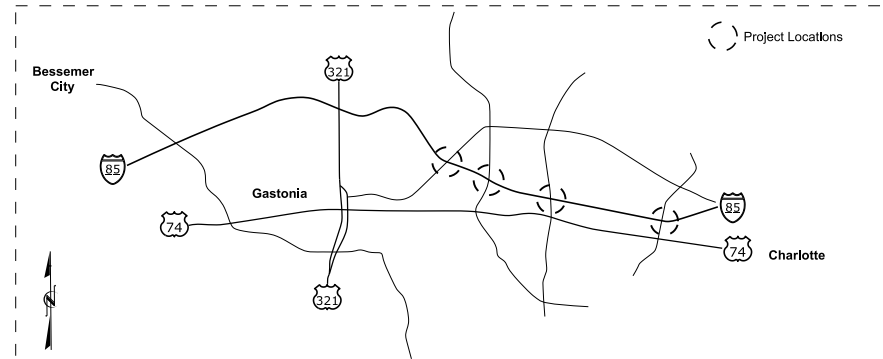 321
Project Locations
Bessemer
City
85
Gastonia
74
85
74
Charlotte
321
N